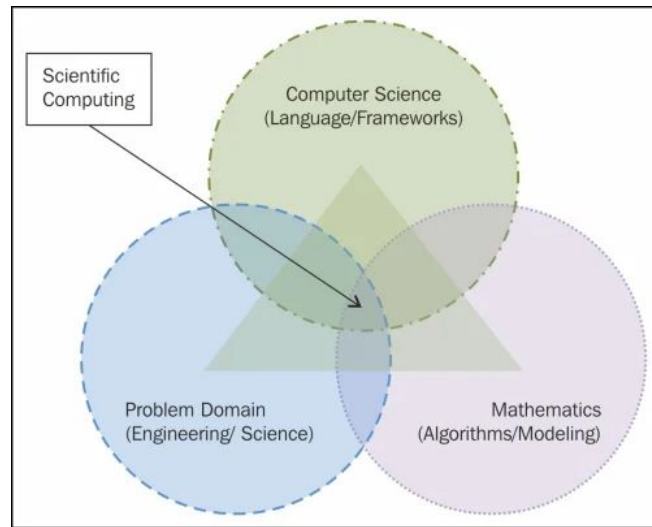 Scientific
Computing
Computer Science
(Language/Frameworks)
Problem Domain
(Engineering/ Science)
Mathematics
(Algorithms/Modeling)